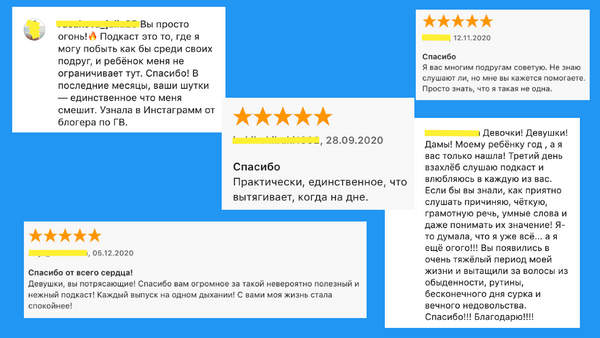 Вы просто
огонь!🔥 Подкаст это то, где я
могу побыть как бы среди своих
подруг, и ребёнок меня не
ограничивает тут. Спасибо! В
последние месяцы, ваши шутки
— единственное что меня
смешит. Узнала в Инстаграмм от
блогера по ГВ.
, 12.11.2020
Спасибо
Я вас многим подругам советую. Не знаю
слушают ли, но мне вы кажется помогаете.
Просто знать, что я такая не одна.
, 28.09.2020
Спасибо
Практически, единственное, что
вытягивает, когда на дне.
Девочки! Девушки!
Дамы! Моему ребёнку год , а я
вас только нашла! Третий день
взахлёб слушаю подкаст и
влюбляюсь в каждую из вас.
Если бы вы знали, как приятно
слушать причиняю, чёткую,
грамотную речь, умные слова и
даже понимать их значение! Я-
то думала, что я уже всё... а я
ещё огого!!! Вы появились в
очень тяжёлый период моей
жизни и вытащили за волосы из
обыденности, рутины,
бесконечного дня сурка и
вечного недовольства.
Спасибо!!! Благодарю!!!!
, 05.12.2020
Спасибо от всего сердца!
Девушки, вы потрясающие! Спасибо вам огромное за такой невероятно полезный и
нежный подкаст! Каждый выпуск на одном дыхании! С вами моя жизнь стала
спокойнее!